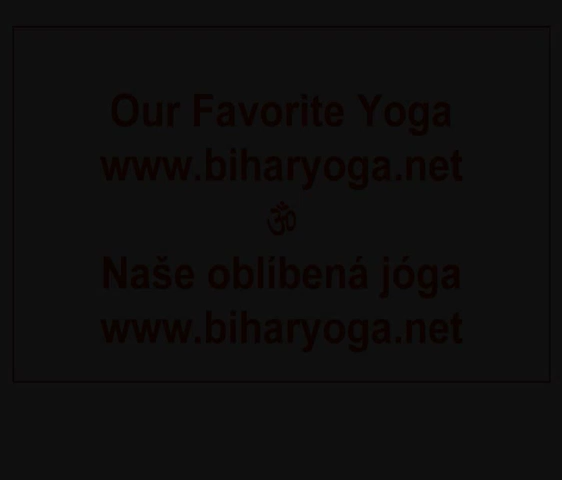 Our Favorite Yoga
www.biharyoga.net
ॐ
Naše oblíbená jóga
www.biharyoga.net